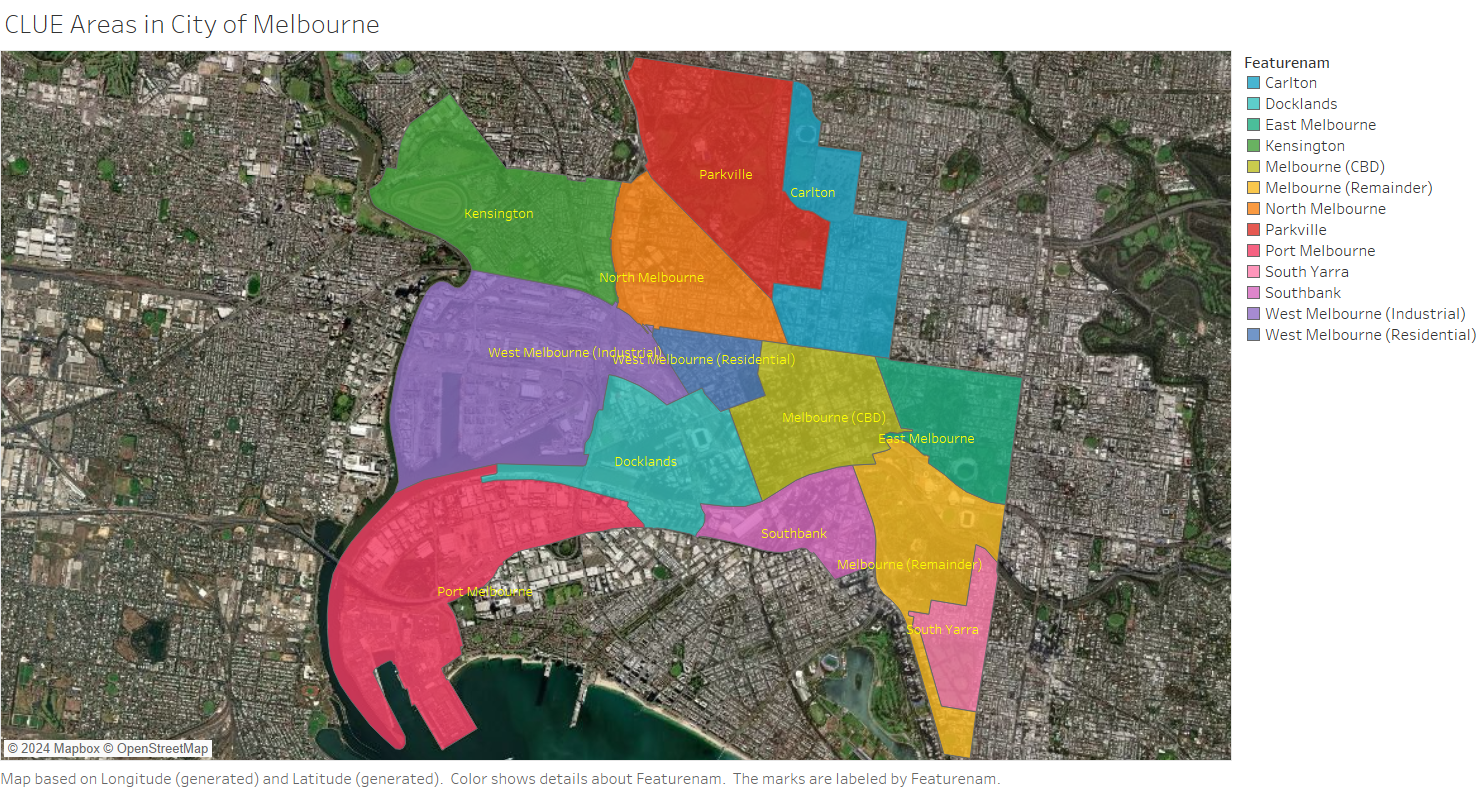 CLUE Areas in City of Melbourne
Featurenam
Carlton
Docklands
East Melbourne
Kensington
Melbourne (CBD)
Melbourne (Remainder)
North Melbourne
Parkville
Port Melbourne
South Yarra
Southbank
West Melbourne (Industrial)
West Melbourne (Residential)
Parkville
Carlton
Kensington
North Melbourne
West Melbourne (Industrial)
West Melbourne (Residential)
Melbourne (CBD)
East Melbourne
Docklands
Southbank
Melbourne (Remainder)
Port Melbourne
South Yarra
© 2024 Mapbox © OpenStreetMap
Map based on Longitude (generated) and Latitude (generated).  Color shows details about Featurenam.  The marks are labeled by Featurenam.